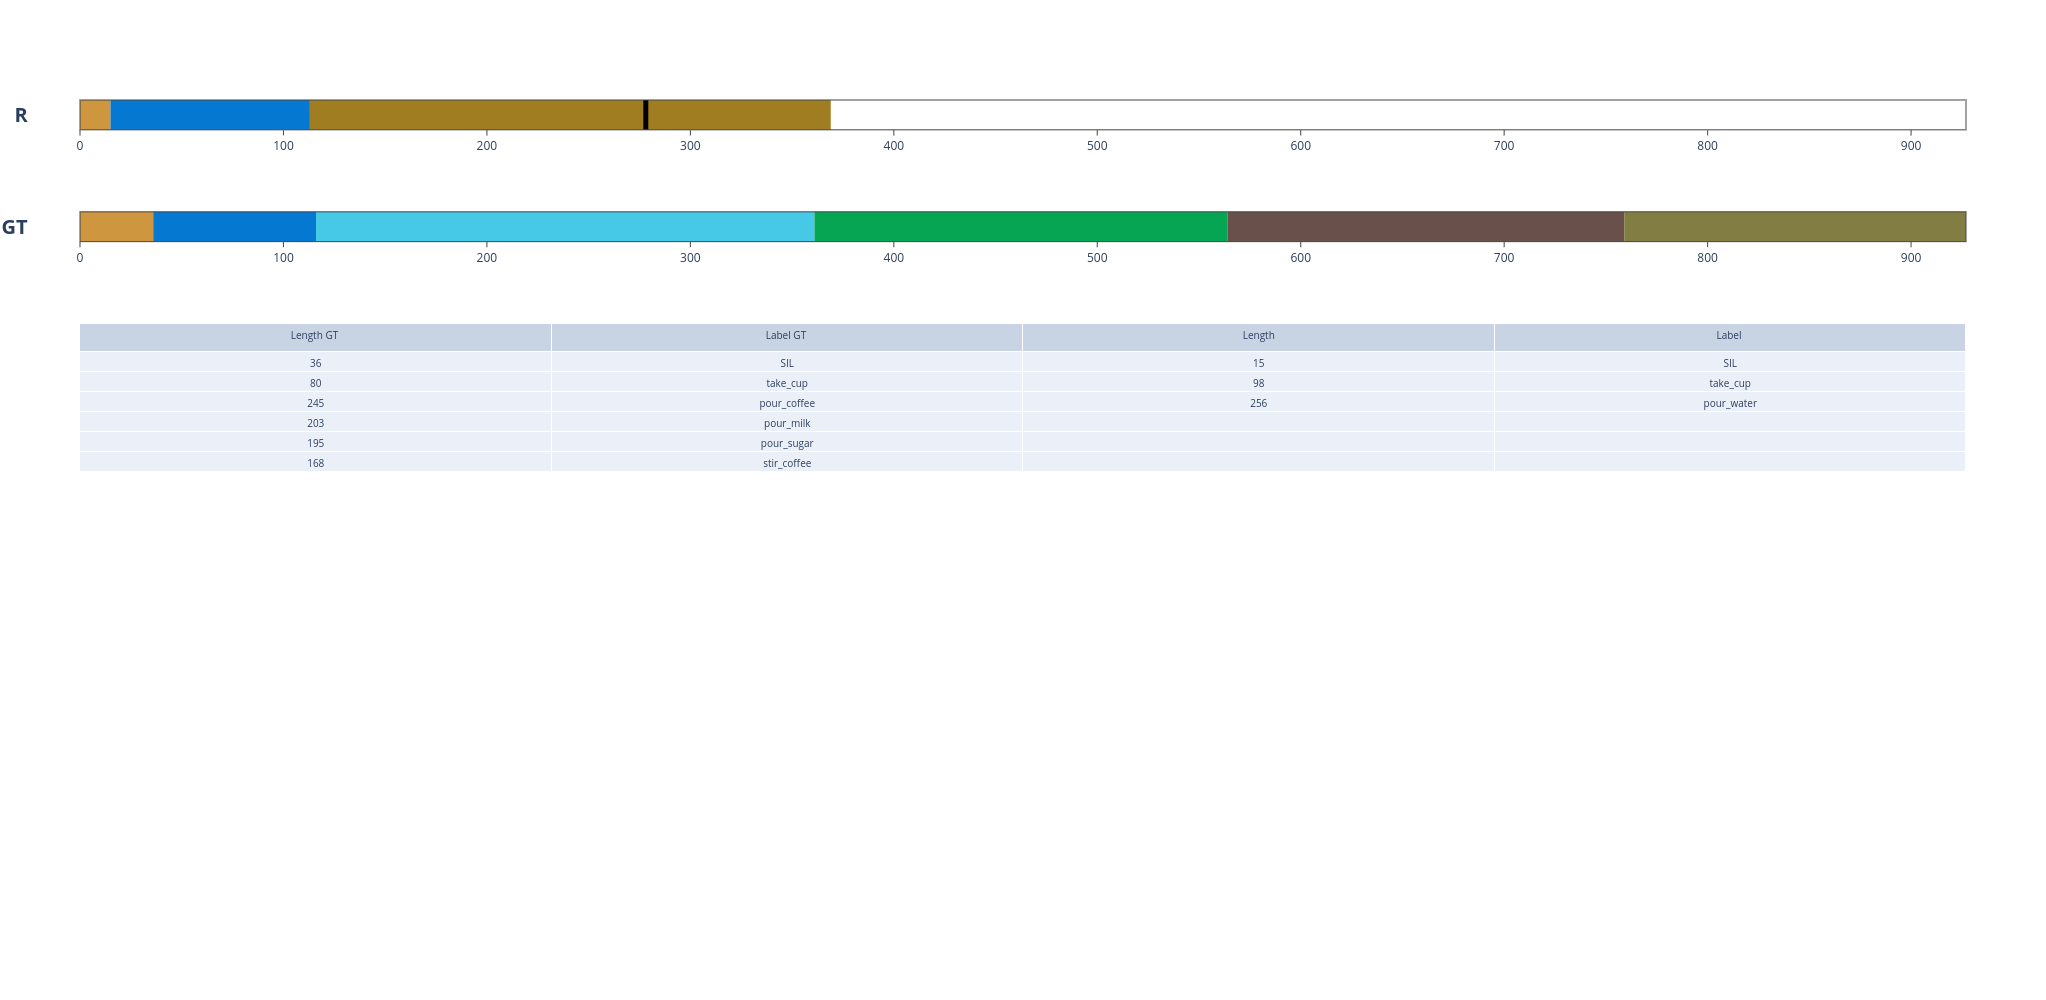 R
0 100 200 300 400 500 600 700 800 900
GT
0 100 200 300 400 500 600 700 800 900
Length GT Label GT Length Label
36 SIL 15 SIL
80 take_cup 98 take_cup
245 pour_coffee 256 pour_water
203 pour_milk
195 pour_sugar
168 stir_coffee